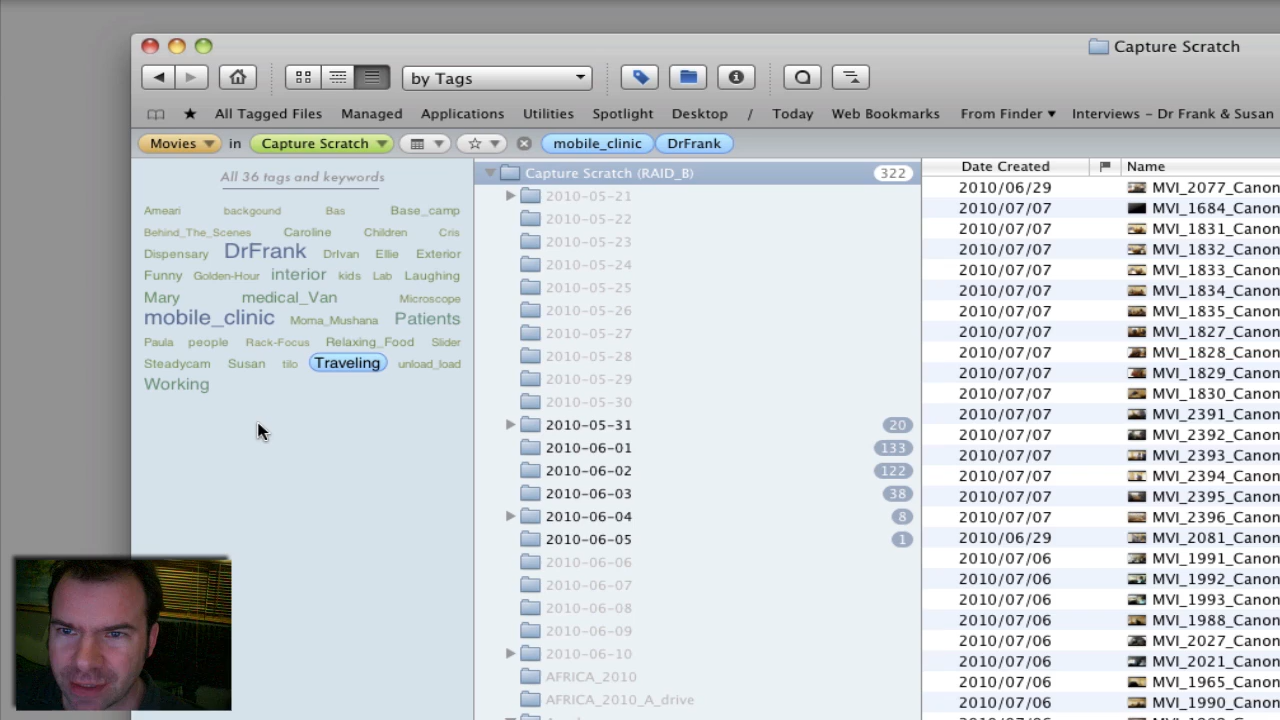 Capture Scratch
by Tags
All Tagged Files Managed Applications Utilities Spotlight Desktop / Today Web Bookmarks From Finder Interviews – Dr Frank & Susan
Movies in Capture Scratch mobile_clinic DrFrank
All 36 tags and keywords
Ameari backgound Bas Base_camp
Behind_The_Scenes Caroline Children Cris
Dispensary DrFrank DrIvan Ellie Exterior
Funny Golden-Hour interior kids Lab Laughing
Mary medical_Van Microscope
mobile_clinic Moma_Mushana Patients
Paula people Rack-Focus Relaxing_Food Slider
Steadycam Susan tilo Traveling unload_load
Working
Capture Scratch (RAID_B) 322
2010-05-21
2010-05-22
2010-05-23
2010-05-24
2010-05-25
2010-05-26
2010-05-27
2010-05-28
2010-05-29
2010-05-30
2010-05-31 20
2010-06-01 133
2010-06-02 122
2010-06-03 38
2010-06-04 8
2010-06-05 1
2010-06-06
2010-06-07
2010-06-08
2010-06-09
2010-06-10
AFRICA_2010
AFRICA_2010_A_drive
Date Created Name
2010/06/29 MVI_2077_Canon
2010/07/07 MVI_1684_Canon
2010/07/07 MVI_1831_Canon
2010/07/07 MVI_1832_Canon
2010/07/07 MVI_1833_Canon
2010/07/07 MVI_1834_Canon
2010/07/07 MVI_1835_Canon
2010/07/07 MVI_1827_Canon
2010/07/07 MVI_1828_Canon
2010/07/07 MVI_1829_Canon
2010/07/07 MVI_1830_Canon
2010/07/07 MVI_2391_Canon
2010/07/07 MVI_2392_Canon
2010/07/07 MVI_2393_Canon
2010/07/07 MVI_2394_Canon
2010/07/07 MVI_2395_Canon
2010/07/07 MVI_2396_Canon
2010/06/29 MVI_2081_Canon
2010/07/06 MVI_1991_Canon
2010/07/06 MVI_1992_Canon
2010/07/06 MVI_1993_Canon
2010/07/06 MVI_1988_Canon
2010/07/06 MVI_2027_Canon
2010/07/06 MVI_2021_Canon
2010/07/06 MVI_1965_Canon
2010/07/06 MVI_1990_Canon